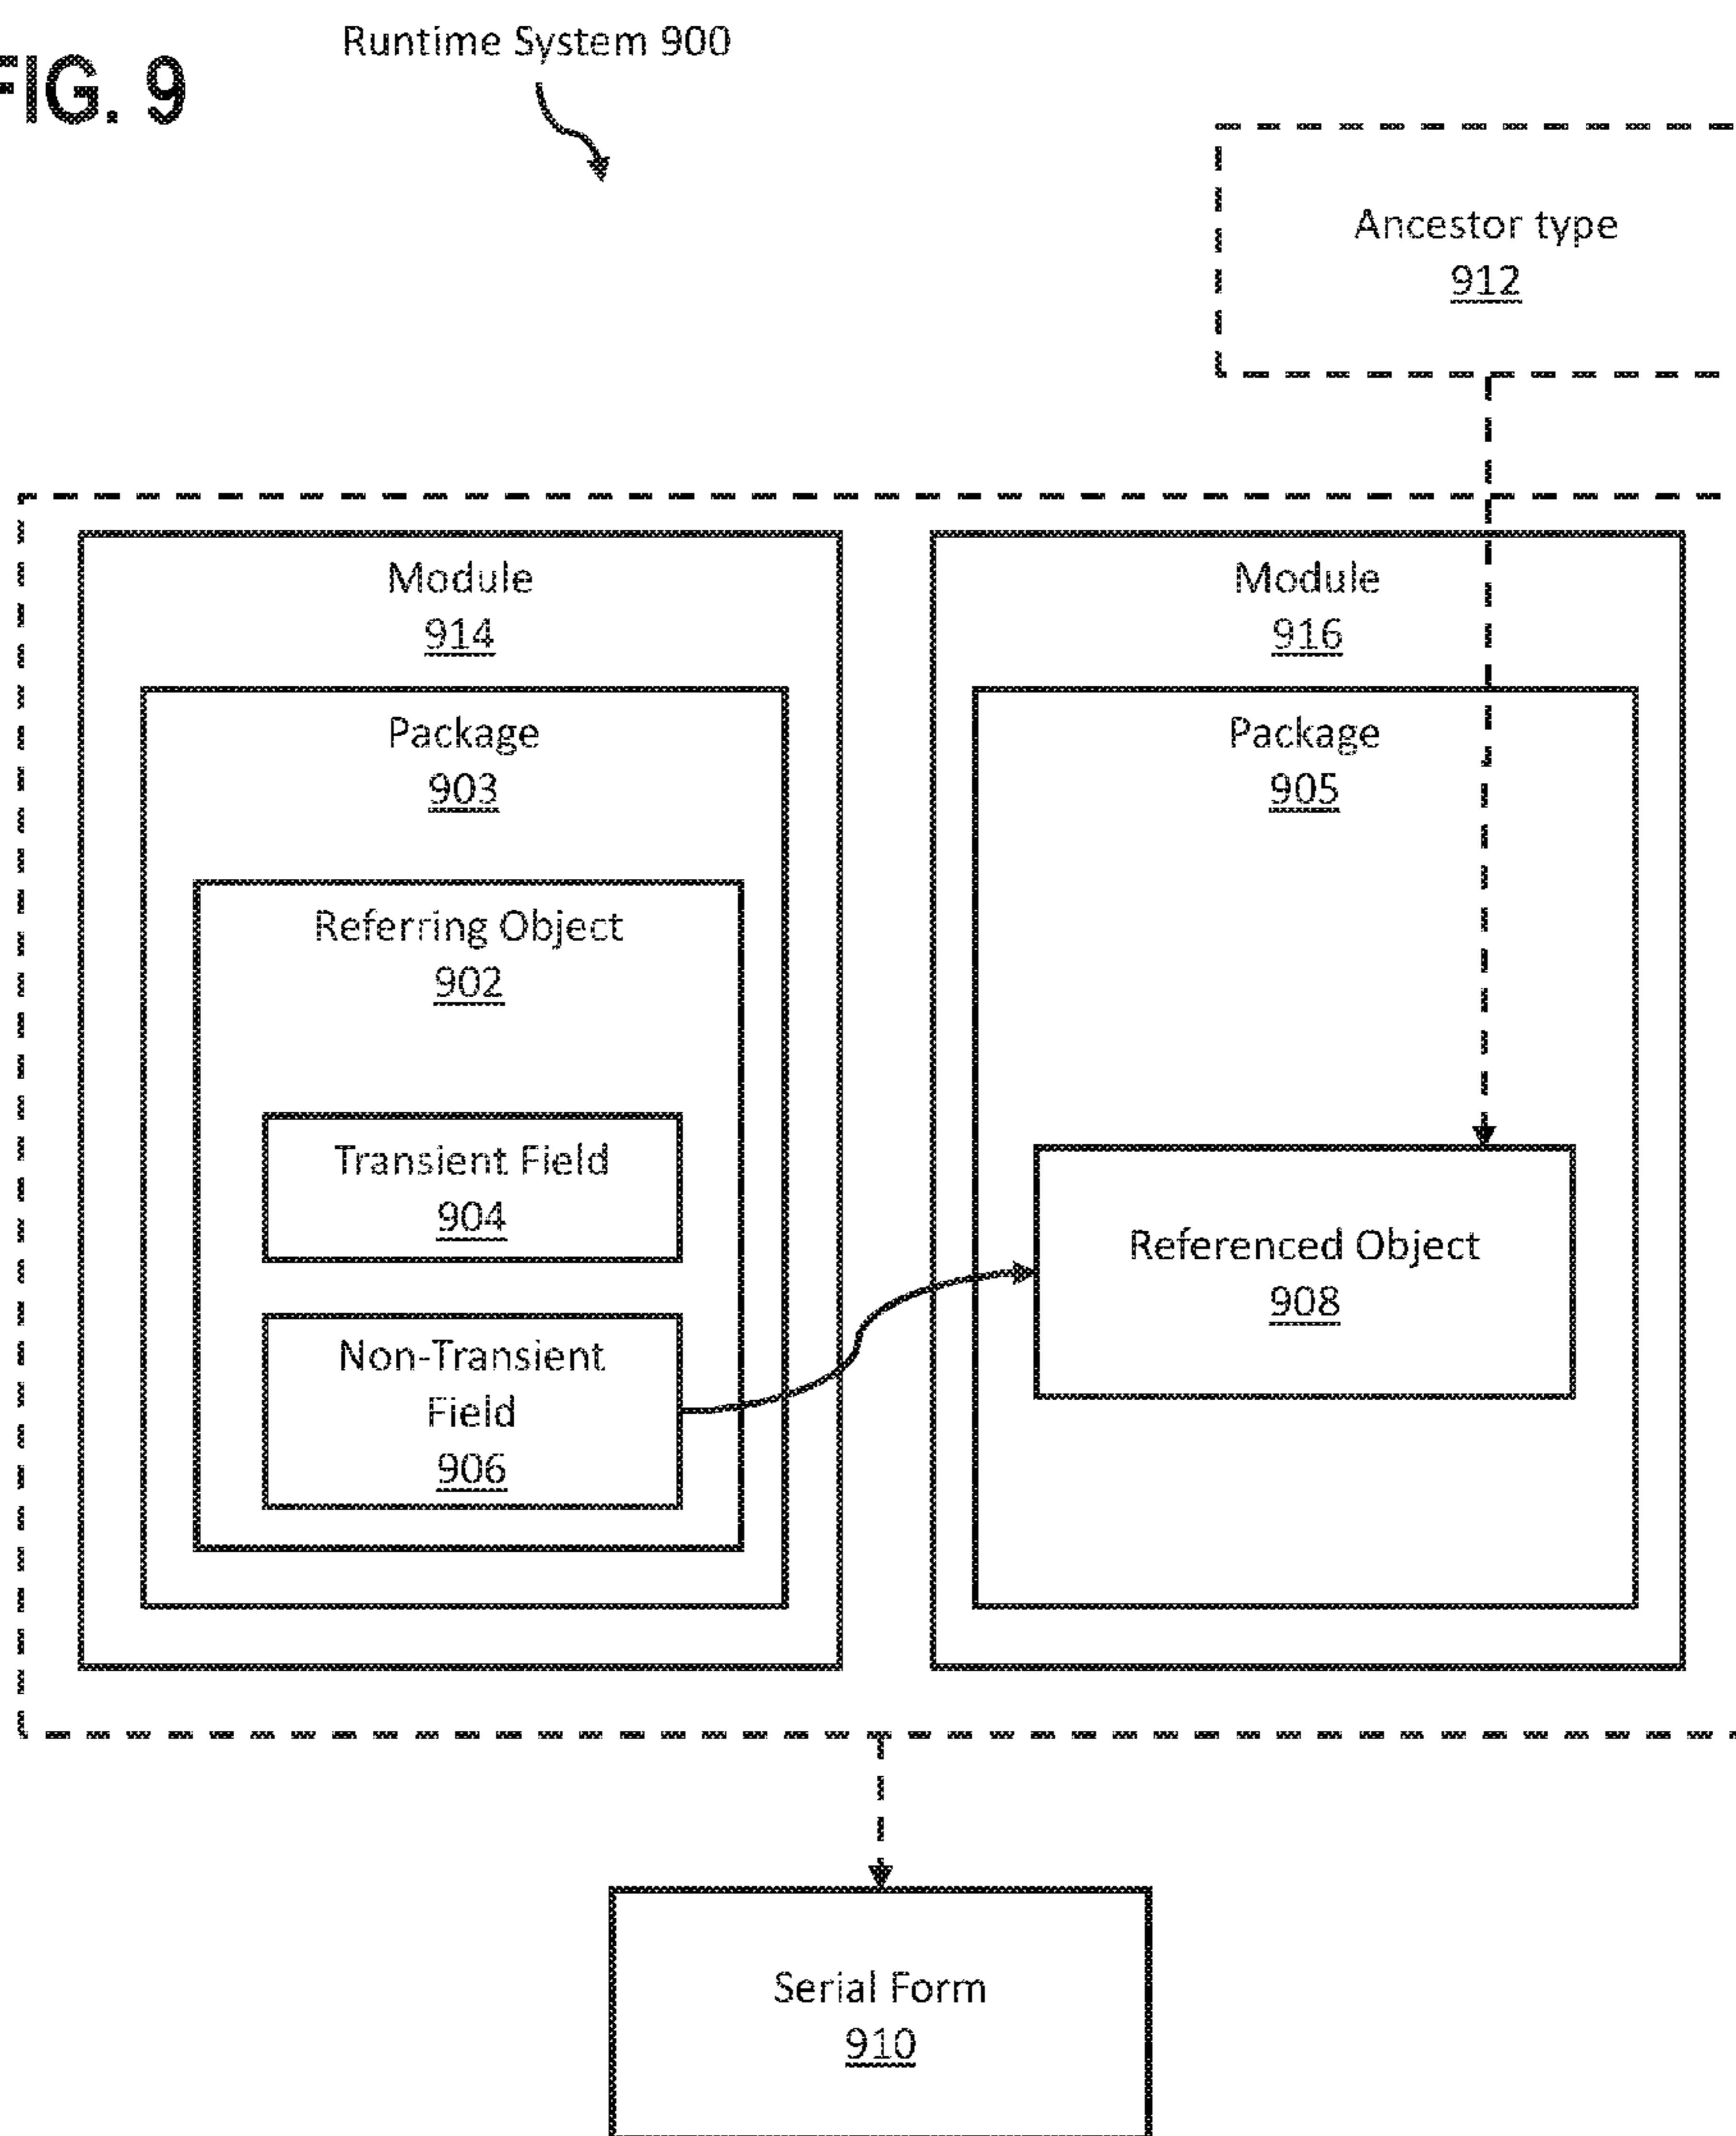 FIG. 9
Runtime System 900
Ancestor type
912
Module
914
Package
903
Referring Object
902
Transient Field
904
Non-Transient
Field
906
Module
916
Package
905
Referenced Object
908
Serial Form
910